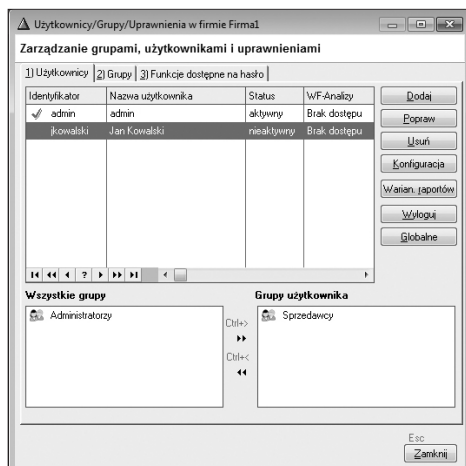 Użytkownicy/Grupy/Uprawnienia w firmie Firma1
Zarządzanie grupami, użytkownikami i uprawnieniami
1) Użytkownicy 2) Grupy 3) Funkcje dostępne na hasło
Identyfikator Nazwa użytkownika Status WF-Analizy
admin admin aktywny Brak dostępu
jkowalski Jan Kowalski nieaktywny Brak dostępu
Dodaj
Popraw
Usuń
Konfiguracja
Warian. raportów
Wyloguj
Globalne
?
Wszystkie grupy
Administratorzy
Ctrl+>
Ctrl+<
Grupy użytkownika
Sprzedawcy
Esc
Zamknij